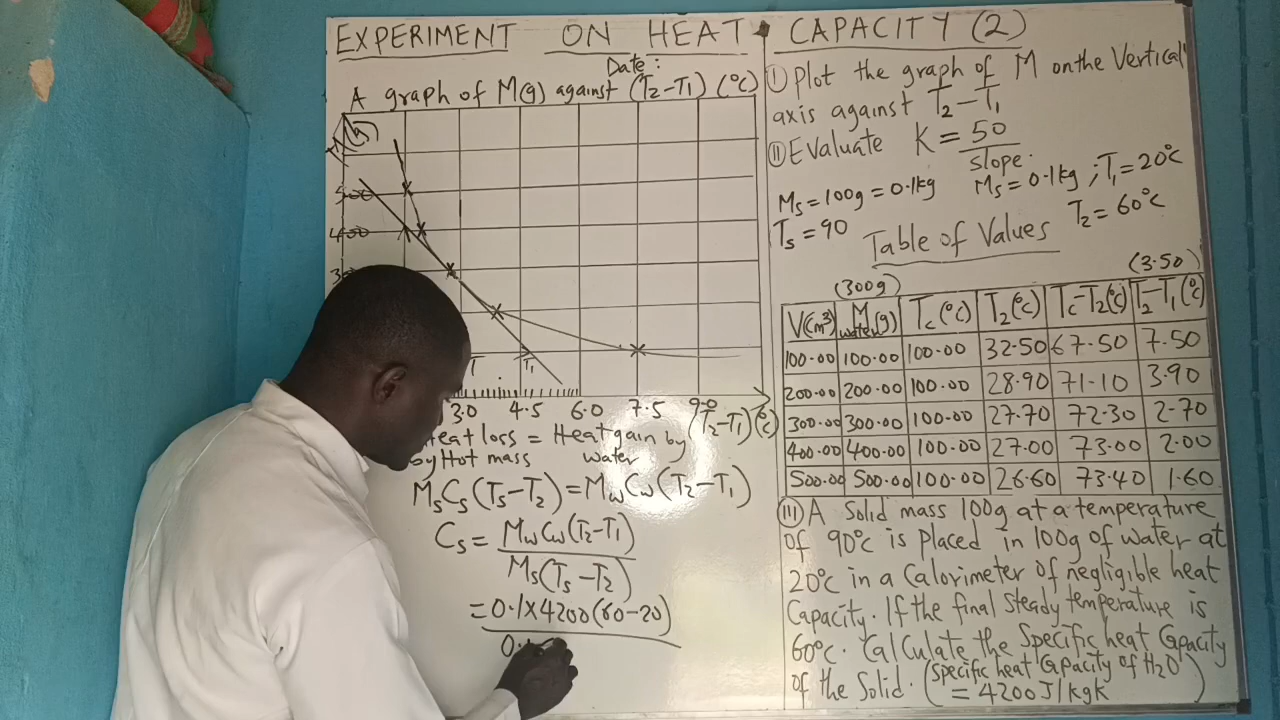 EXPERIMENT ON HEAT CAPACITY (2)
Date:
A graph of M(g) against (T2-T1) (°C)
500
400
3.0 4.5 6.0 7.5 9.0
(T2-T1)(°C)
T1
Heat loss = Heat gain by
by Hot mass water
MsCs(Ts-T2)=MwCw(T2-T1)
Cs = MwCw(T2-T1)
Ms(Ts-T2)
=0.1×4200(60-20)
I Plot the graph of M on the Vertical
axis against T2-T1
II Evaluate K = 50
slope.
Ms=100g=0.1kg Ms=0.1kg ; T1=20°C
Ts=90 T2=60°C
Table of Values
(300g) (3.50)
V(cm³) M water(g) Tc(°C) T2(°C) Tc-T2(°C) T2-T1(°C)
100.00 100.00 100.00 32.50 67.50 7.50
200.00 200.00 100.00 28.90 71.10 3.90
300.00 300.00 100.00 27.70 72.30 2.70
400.00 400.00 100.00 27.00 73.00 2.00
500.00 500.00 100.00 26.60 73.40 1.60
III A Solid mass 100g at a temperature
of 90°C is placed in 100g of water at
20°C in a Calorimeter of negligible heat
Capacity. If the final Steady temperature is
60°C. Calculate the Specific heat Capacity
of the Solid. (Specific heat Capacity of H2O
= 4200J/kgK)